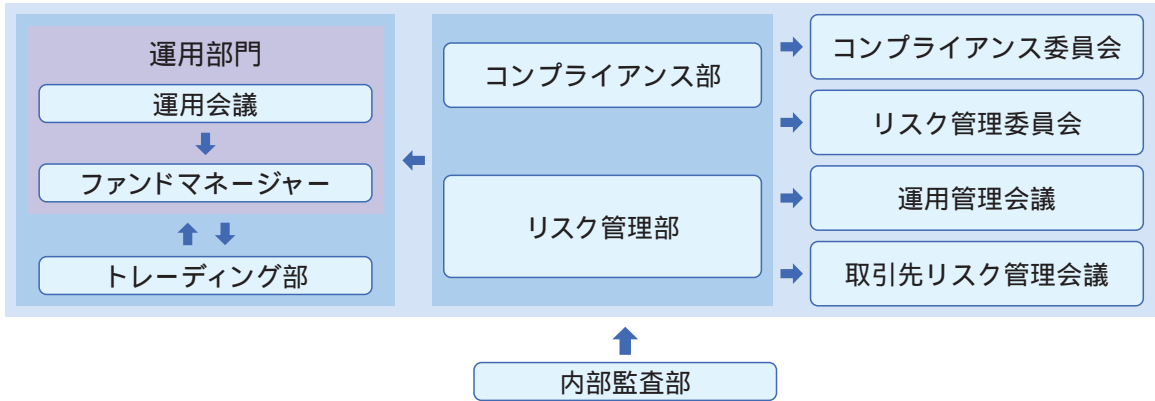 運用部門
運用会議
ファンドマネージャー
トレーディング部
コンプライアンス部
リスク管理部
コンプライアンス委員会
リスク管理委員会
運用管理会議
取引先リスク管理会議
内部監査部